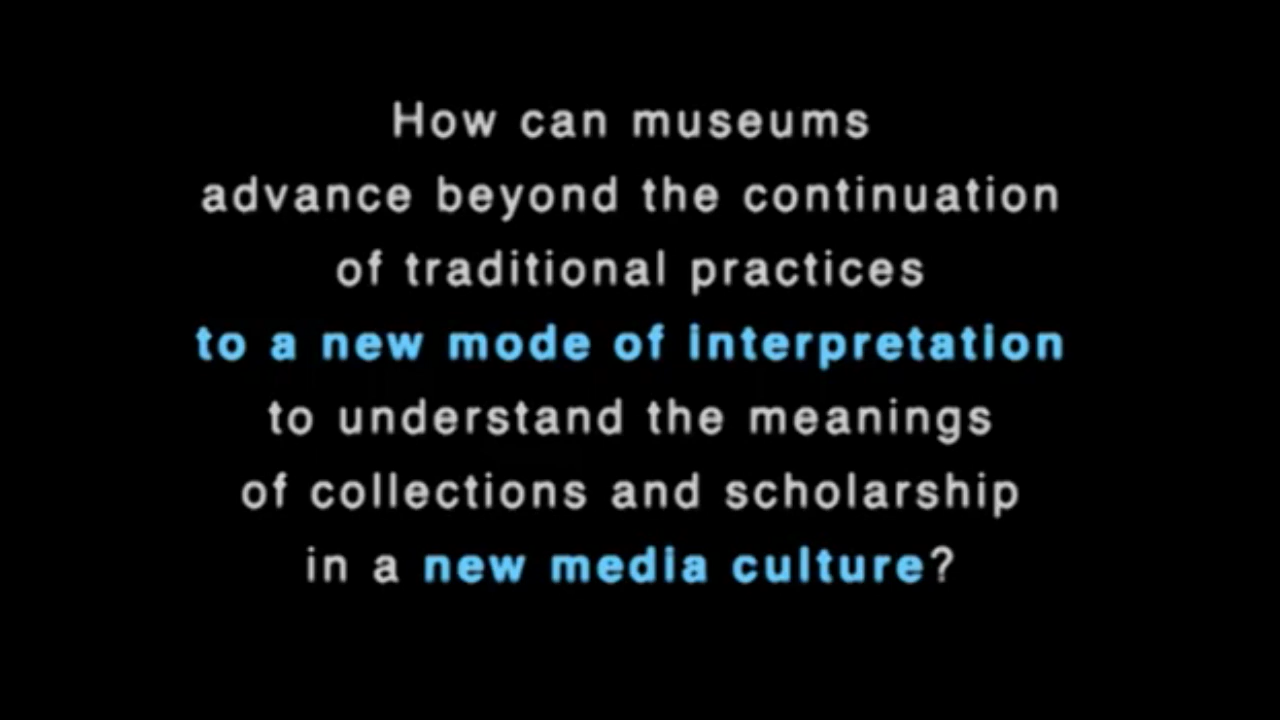 How can museums
advance beyond the continuation
of traditional practices
to a new mode of interpretation
to understand the meanings
of collections and scholarship
in a new media culture?